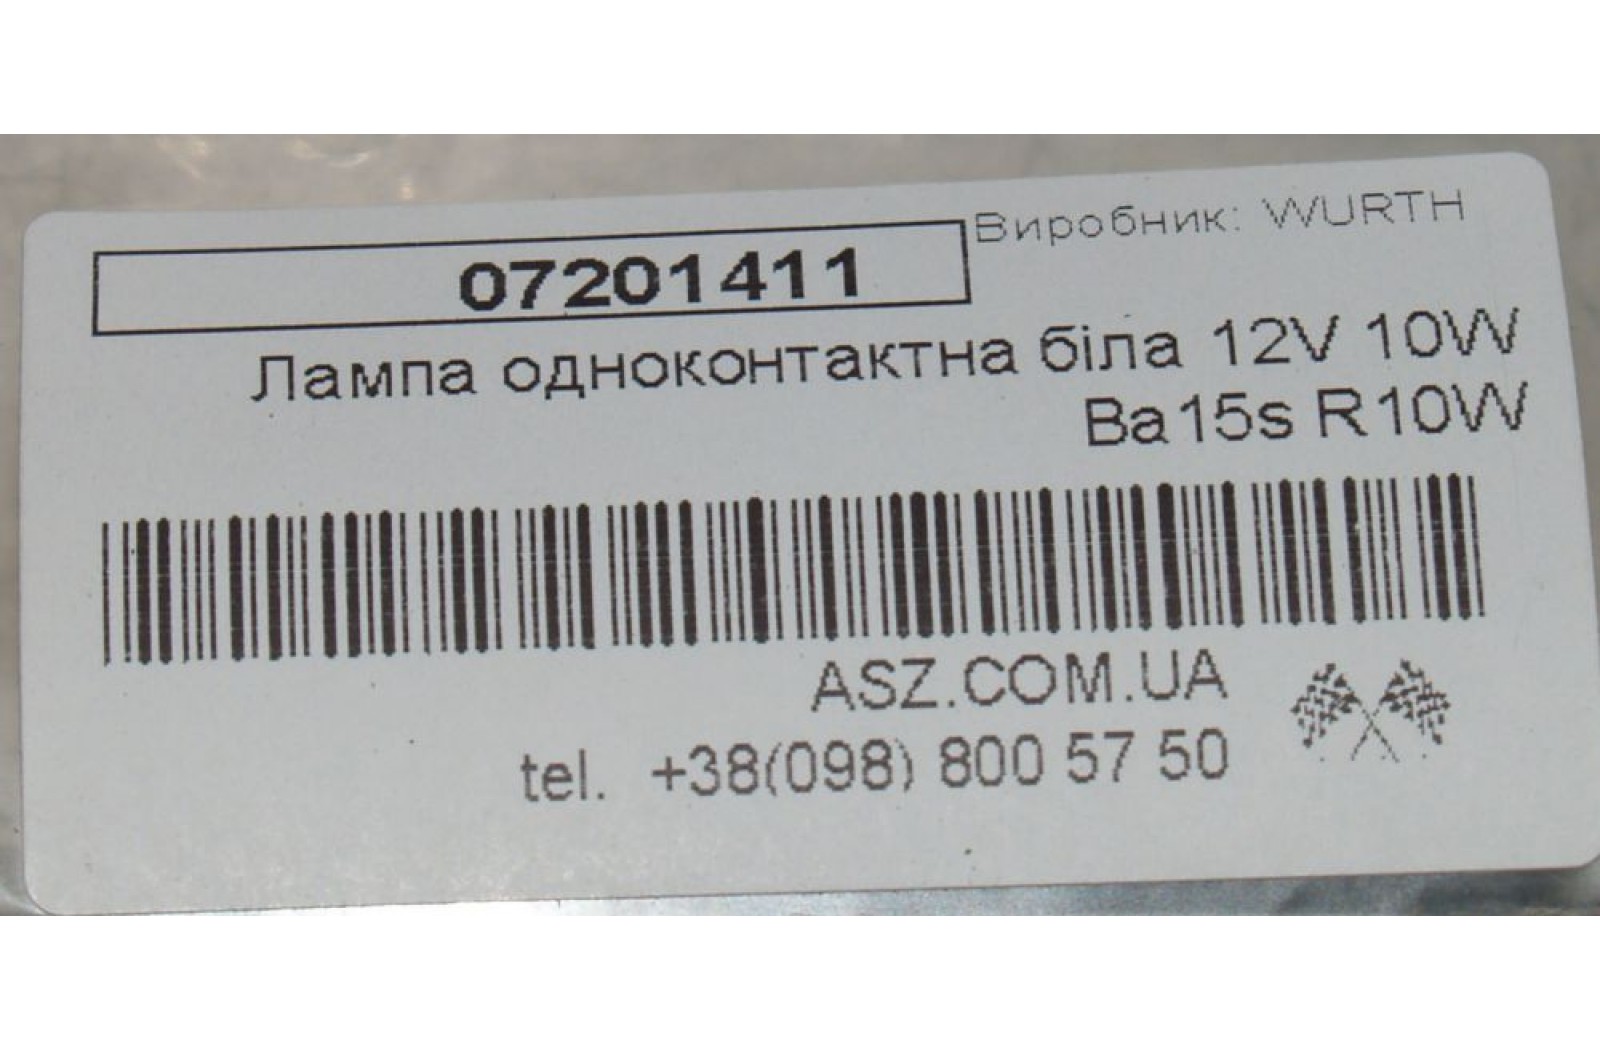 Виробник: WURTH
07201411
Лампа одноконтактна біла 12V 10W
Ba15s R10W
ASZ.COM.UA
tel. +38(098) 800 57 50